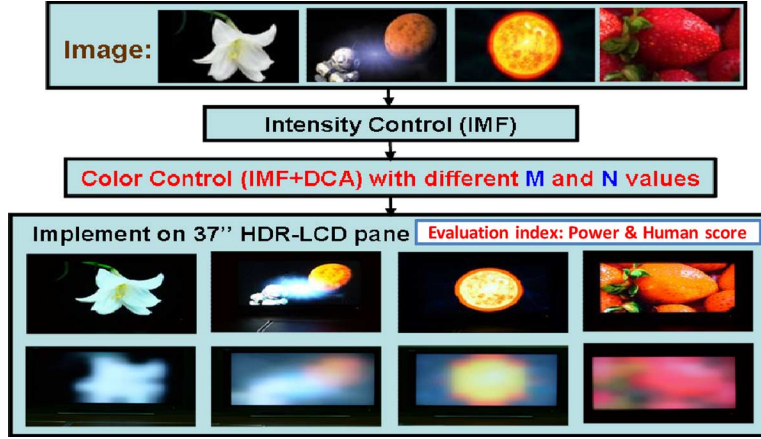 Image:
Intensity Control (IMF)
Color Control (IMF+DCA) with different M and N values
Implement on 37” HDR-LCD pane
Evaluation index: Power & Human score